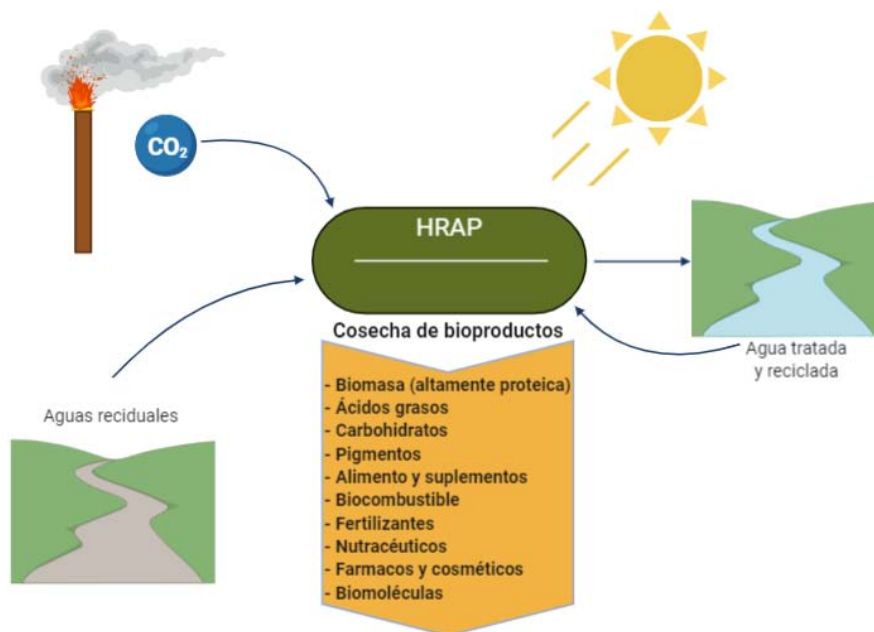 CO₂
HRAP
Cosecha de bioproductos
Agua tratada
y reciclada
Aguas reciduales
- Biomasa (altamente proteica)
- Ácidos grasos
- Carbohidratos
- Pigmentos
- Alimento y suplementos
- Biocombustible
- Fertilizantes
- Nutracéuticos
- Farmacos y cosméticos
- Biomoléculas